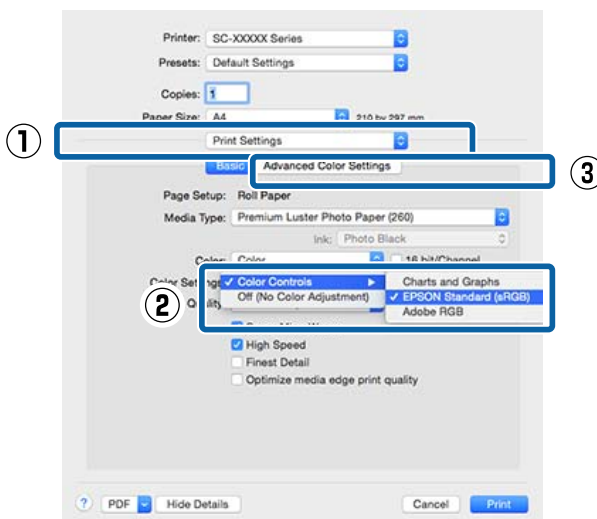 Printer: SC-XXXXX Series
Presets: Default Settings
Copies: 1
Paper Size: A4 210 by 297 mm
① Print Settings
Basic Advanced Color Settings ③
Page Setup: Roll Paper
Media Type: Premium Luster Photo Paper (260)
Ink: Photo Black
Color: Color 16 bit/Channel
Color Settings ✓ Color Controls ▶ Charts and Graphs
② Off (No Color Adjustment) ✓ EPSON Standard (sRGB)
Adobe RGB
High Speed
Finest Detail
Optimize media edge print quality
? PDF Hide Details Cancel Print